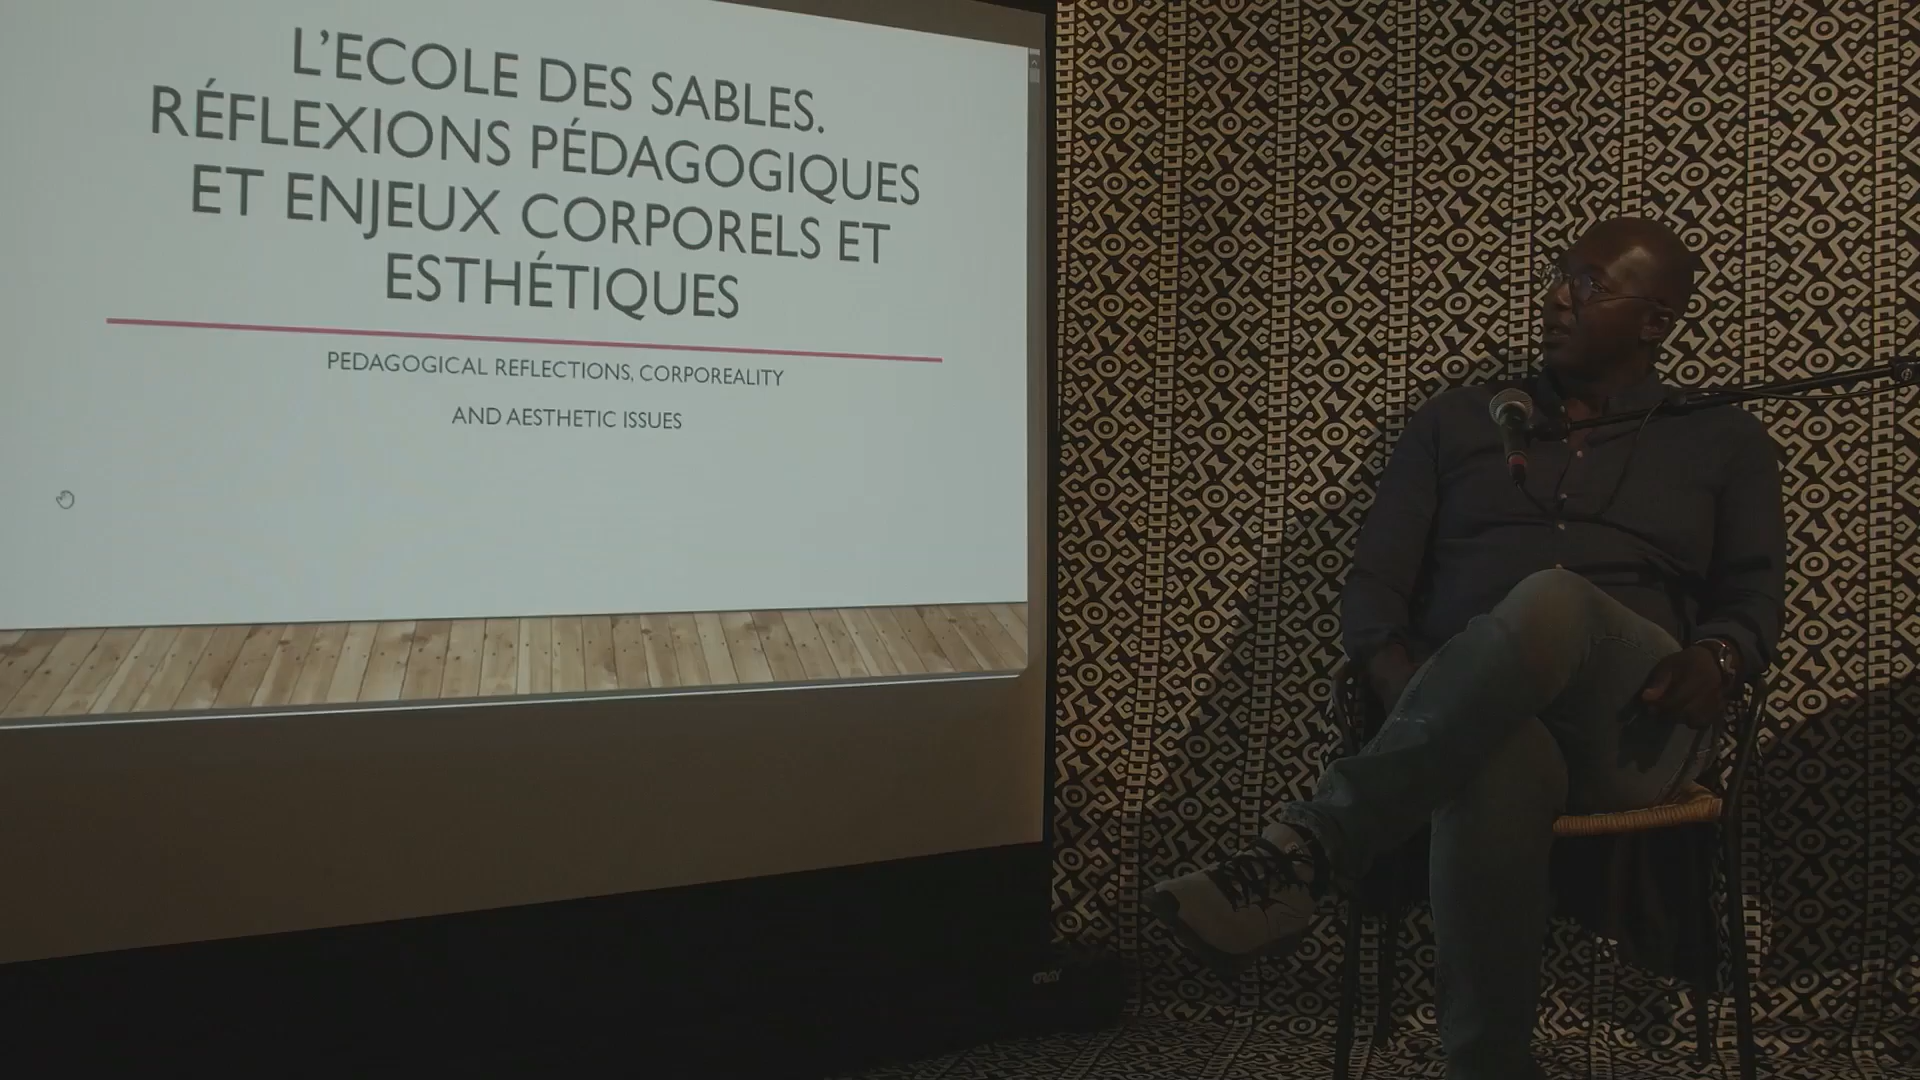 L'ECOLE DES SABLES.
RÉFLEXIONS PÉDAGOGIQUES
ET ENJEUX CORPORELS ET
ESTHÉTIQUES
PEDAGOGICAL REFLECTIONS, CORPOREALITY
AND AESTHETIC ISSUES